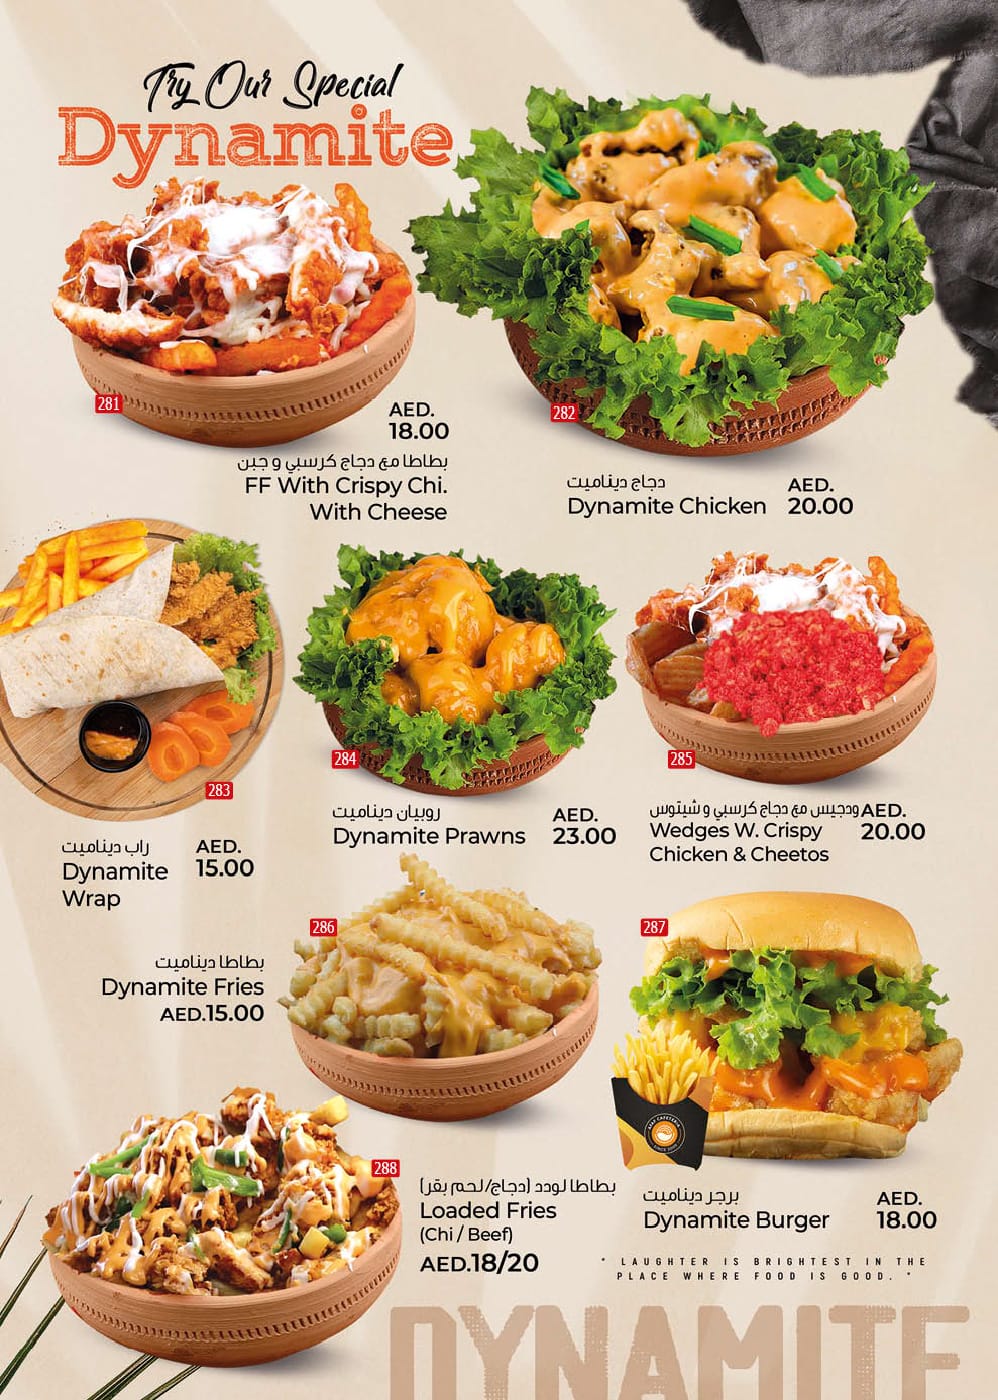 Try Our Special
Dynamite
281
AED.
18.00
بطاطا مع دجاج كرسبي و جبن
FF With Crispy Chi.
With Cheese
282
دجاج ديناميت
Dynamite Chicken
AED.
20.00
283
راب ديناميت
Dynamite
Wrap
AED.
15.00
284
روبيان ديناميت
Dynamite Prawns
AED.
23.00
285
ودجيس مع دجاج كرسبي و شيتوس
Wedges W. Crispy
Chicken & Cheetos
AED.
20.00
286
بطاطا ديناميت
Dynamite Fries
AED.15.00
287
برجر ديناميت
Dynamite Burger
AED.
18.00
288
بطاطا لودد (دجاج/لحم بقر)
Loaded Fries
(Chi / Beef)
AED.18/20
" LAUGHTER IS BRIGHTEST IN THE
PLACE WHERE FOOD IS GOOD. "
DYNAMITE